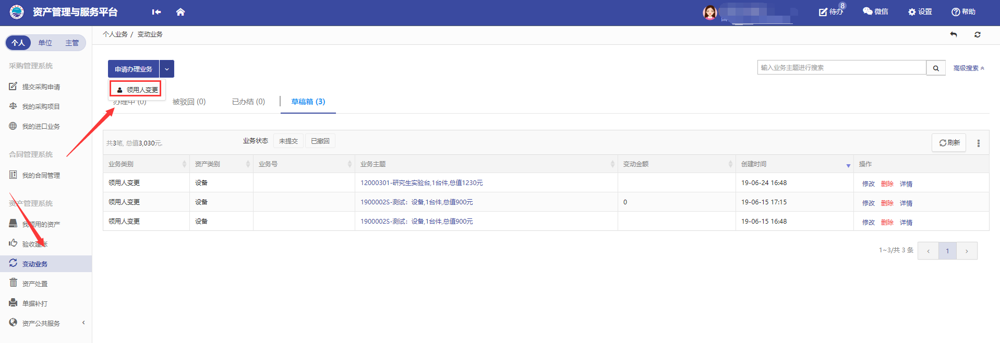 资产管理与服务平台
待办
8
微信
设置
帮助
个人
单位
主管
个人业务 / 变动业务
采购管理系统
提交采购申请
我的采购项目
我的进口业务
合同管理系统
我的合同管理
资产管理系统
我领用的资产
验收建账
变动业务
资产处置
单据补打
资产公共服务
申请办理业务
领用人变更
输入业务主题进行搜索
高级搜索
办理中 (0)
被驳回 (0)
已办结 (0)
草稿箱 (3)
共3笔, 总值3,030元.
业务状态
未提交
已撤回
刷新
业务类别 资产类别 业务号 业务主题 变动金额 创建时间 操作
领用人变更 设备 12000301-研究生实验台,1台件,总值1230元 19-06-24 16:48 修改 删除 详情
领用人变更 设备 1900002S-测试：设备,1台件,总值900元 0 19-06-15 17:15 修改 删除 详情
领用人变更 设备 1900002S-测试：设备,1台件,总值900元 19-06-15 16:48 修改 删除 详情
1~3/共 3 条
‹ 1 ›